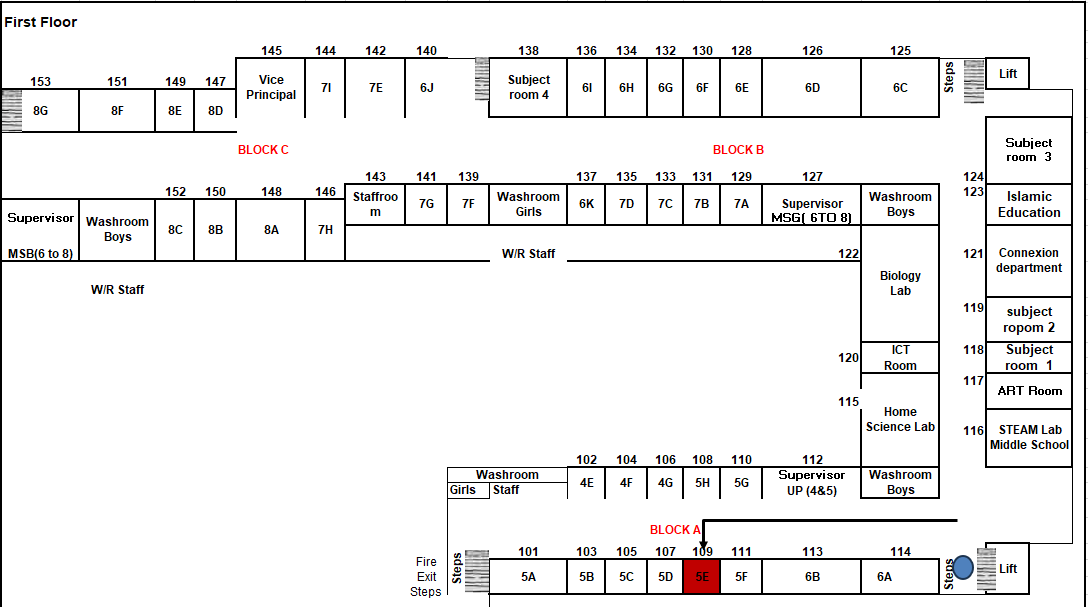 First Floor
145 144 142 140 138 136 134 132 130 128 126 125
153 151 149 147
Vice
Principal
7I 7E 6J
Subject
room 4
6I 6H 6G 6F 6E 6D 6C
Steps
Lift
8G 8F 8E 8D
BLOCK C
BLOCK B
Subject
room 3
124
143 141 139 137 135 133 131 129 127
152 150 148 146
123
Supervisor
MSB(6 to 8)
Washroom
Boys
8C 8B 8A 7H
Staffroo
m
7G 7F
Washroom
Girls
6K 7D 7C 7B 7A
Supervisor
MSG( 6TO 8)
Washroom
Boys
Islamic
Education
W/R Staff
122
121
Connexion
department
W/R Staff
Biology
Lab
119
subject
ropom 2
120
ICT
Room
118
Subject
room 1
117
ART Room
115
Home
Science Lab
116
STEAM Lab
Middle School
102 104 106 108 110 112
Washroom
Girls Staff
4E 4F 4G 5H 5G
Supervisor
UP (4&5)
Washroom
Boys
BLOCK A
101 103 105 107 109 111 113 114
Fire
Exit
Steps
Steps
5A 5B 5C 5D 5E 5F 6B 6A
Steps
Lift